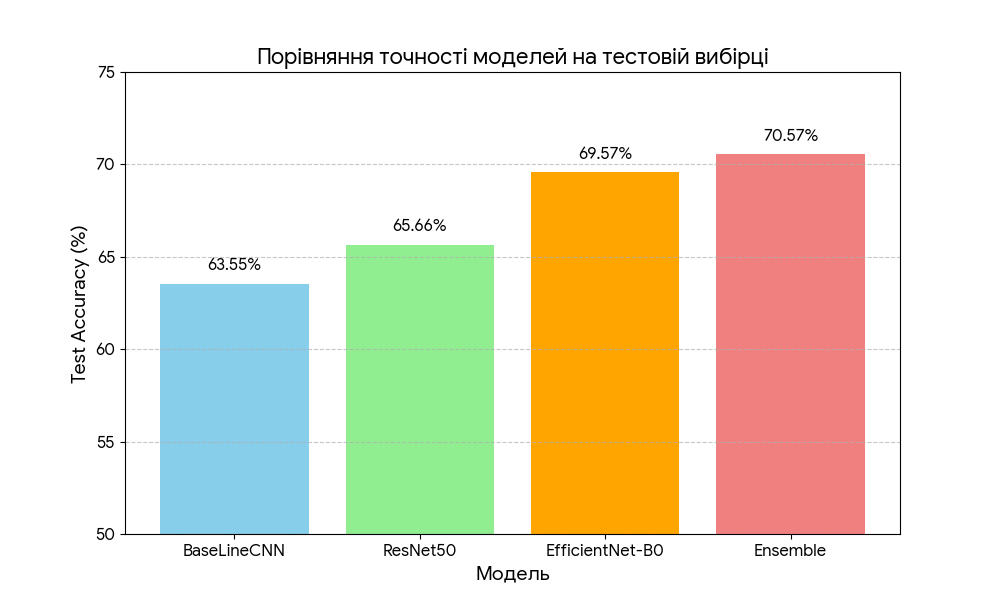 Порівняння точності моделей на тестовій вибірці
Test Accuracy (%)
75
70
65
60
55
50
63.55%
65.66%
69.57%
70.57%
BaseLineCNN
ResNet50
EfficientNet-B0
Ensemble
Модель